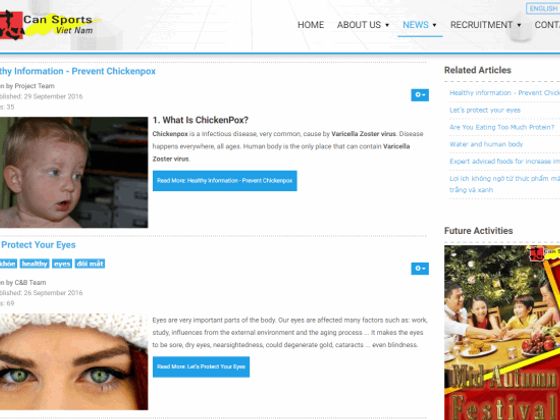 Can Sports
Viet Nam
ENGLISH
HOME ABOUT US NEWS RECRUITMENT CONTA
thy Information - Prevent Chickenpox
n by Project Team
blished: 29 September 2016
s: 35
1. What Is ChickenPox?
Chickenpox is a Infectious disease, very common, cause by Varicella Zoster virus. Disease
happens everywhere, all ages. Human body is the only place that can contain Varicella
Zoster virus.
Read More: Healthy Information - Prevent Chickenpox
Protect Your Eyes
khỏe healthy eyes đôi mắt
n by C&B Team
blished: 26 September 2016
s: 69
Eyes are very important parts of the body. Our eyes are affected many factors such as: work,
study, influences from the external environment and the aging process ... It makes the eyes
to be sore, dry eyes, nearsightedness, could degenerate gold, cataracts ... even blindness.
Read More: Let's Protect Your Eyes
Related Articles
Healthy information - Prevent Chick
Let's protect your eyes
Are You Eating Too Much Protein?
Water and human body
Expert adviced foods for increase im
Lợi ích không ngờ từ thực phẩm mà
trắng và xanh
Future Activities
Mid Autumn
Festival